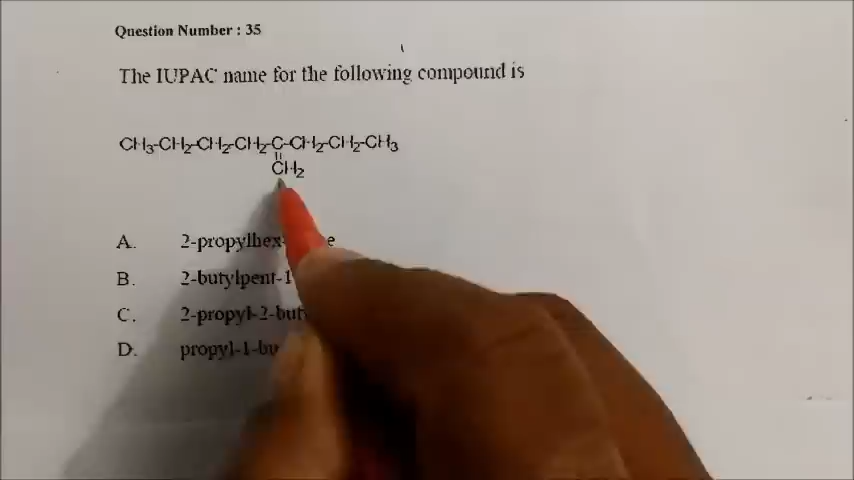 Question Number : 35
The IUPAC name for the following compound is
CH3-CH2-CH2-CH2-C-CH2-CH2-CH3
CH2
A. 2-propylhex
B. 2-butylpent-1
C. 2-propyl-2-but
D. propyl-1-bu